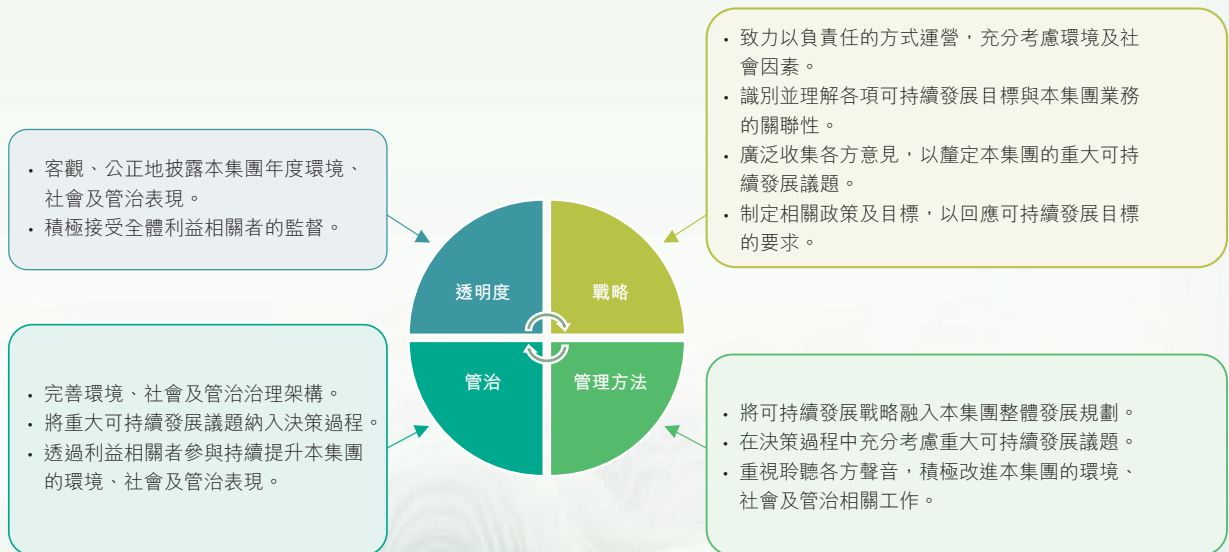 • 客觀、公正地披露本集團年度環境、
社會及管治表現。
• 積極接受全體利益相關者的監督。
• 致力以負責任的方式運營，充分考慮環境及社
會因素。
• 識別並理解各項可持續發展目標與本集團業務
的關聯性。
• 廣泛收集各方意見，以釐定本集團的重大可持
續發展議題。
• 制定相關政策及目標，以回應可持續發展目標
的要求。
透明度
戰略
管治
管理方法
• 完善環境、社會及管治治理架構。
• 將重大可持續發展議題納入決策過程。
• 透過利益相關者參與持續提升本集團
的環境、社會及管治表現。
• 將可持續發展戰略融入本集團整體發展規劃。
• 在決策過程中充分考慮重大可持續發展議題。
• 重視聆聽各方聲音，積極改進本集團的環境、
社會及管治相關工作。